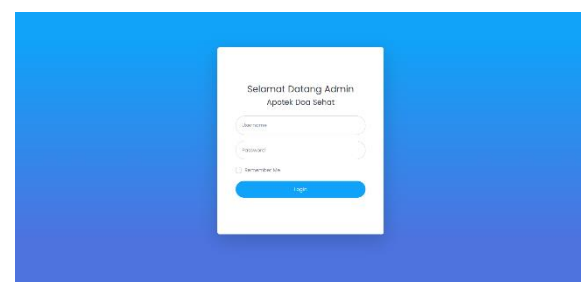 Selamat Datang Admin
Apotek Doa Sehat
Username
Password
Remember Me
Login